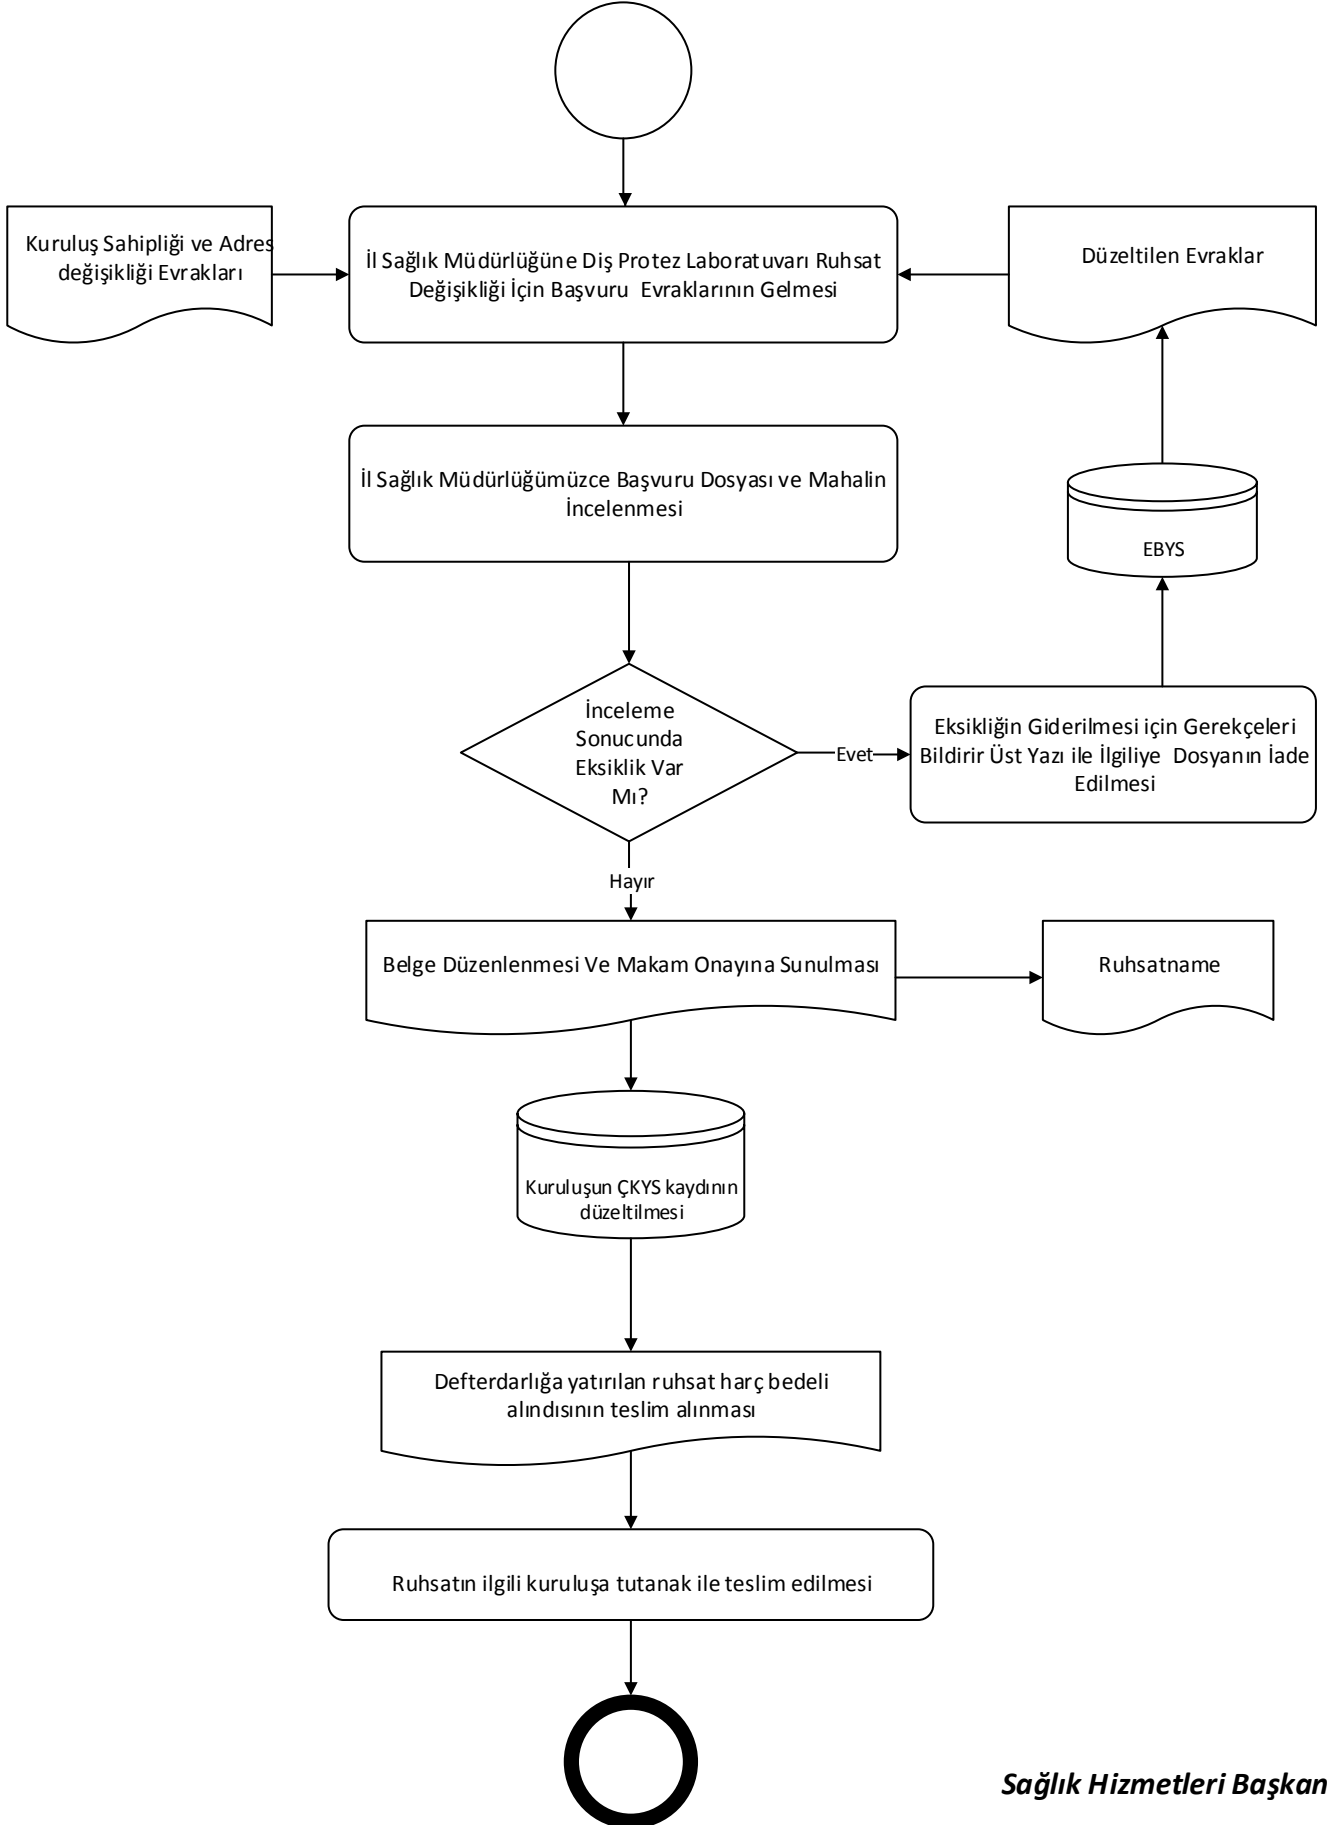 Kuruluş Sahipliği ve Adres
değişikliği Evrakları
İl Sağlık Müdürlüğüne Diş Protez Laboratuvarı Ruhsat
Değişikliği İçin Başvuru Evraklarının Gelmesi
Düzeltilen Evraklar
İl Sağlık Müdürlüğümüzce Başvuru Dosyası ve Mahalin
İncelenmesi
EBYS
İnceleme
Sonucunda
Eksiklik Var
Mı?
Evet
Eksikliğin Giderilmesi için Gerekçeleri
Bildirir Üst Yazı ile İlgiliye Dosyanın İade
Edilmesi
Hayır
Belge Düzenlenmesi Ve Makam Onayına Sunulması
Ruhsatname
Kuruluşun ÇKYS kaydının
düzeltilmesi
Defterdarlığa yatırılan ruhsat harç bedeli
alındısının teslim alınması
Ruhsatın ilgili kuruluşa tutanak ile teslim edilmesi
Sağlık Hizmetleri Başkan